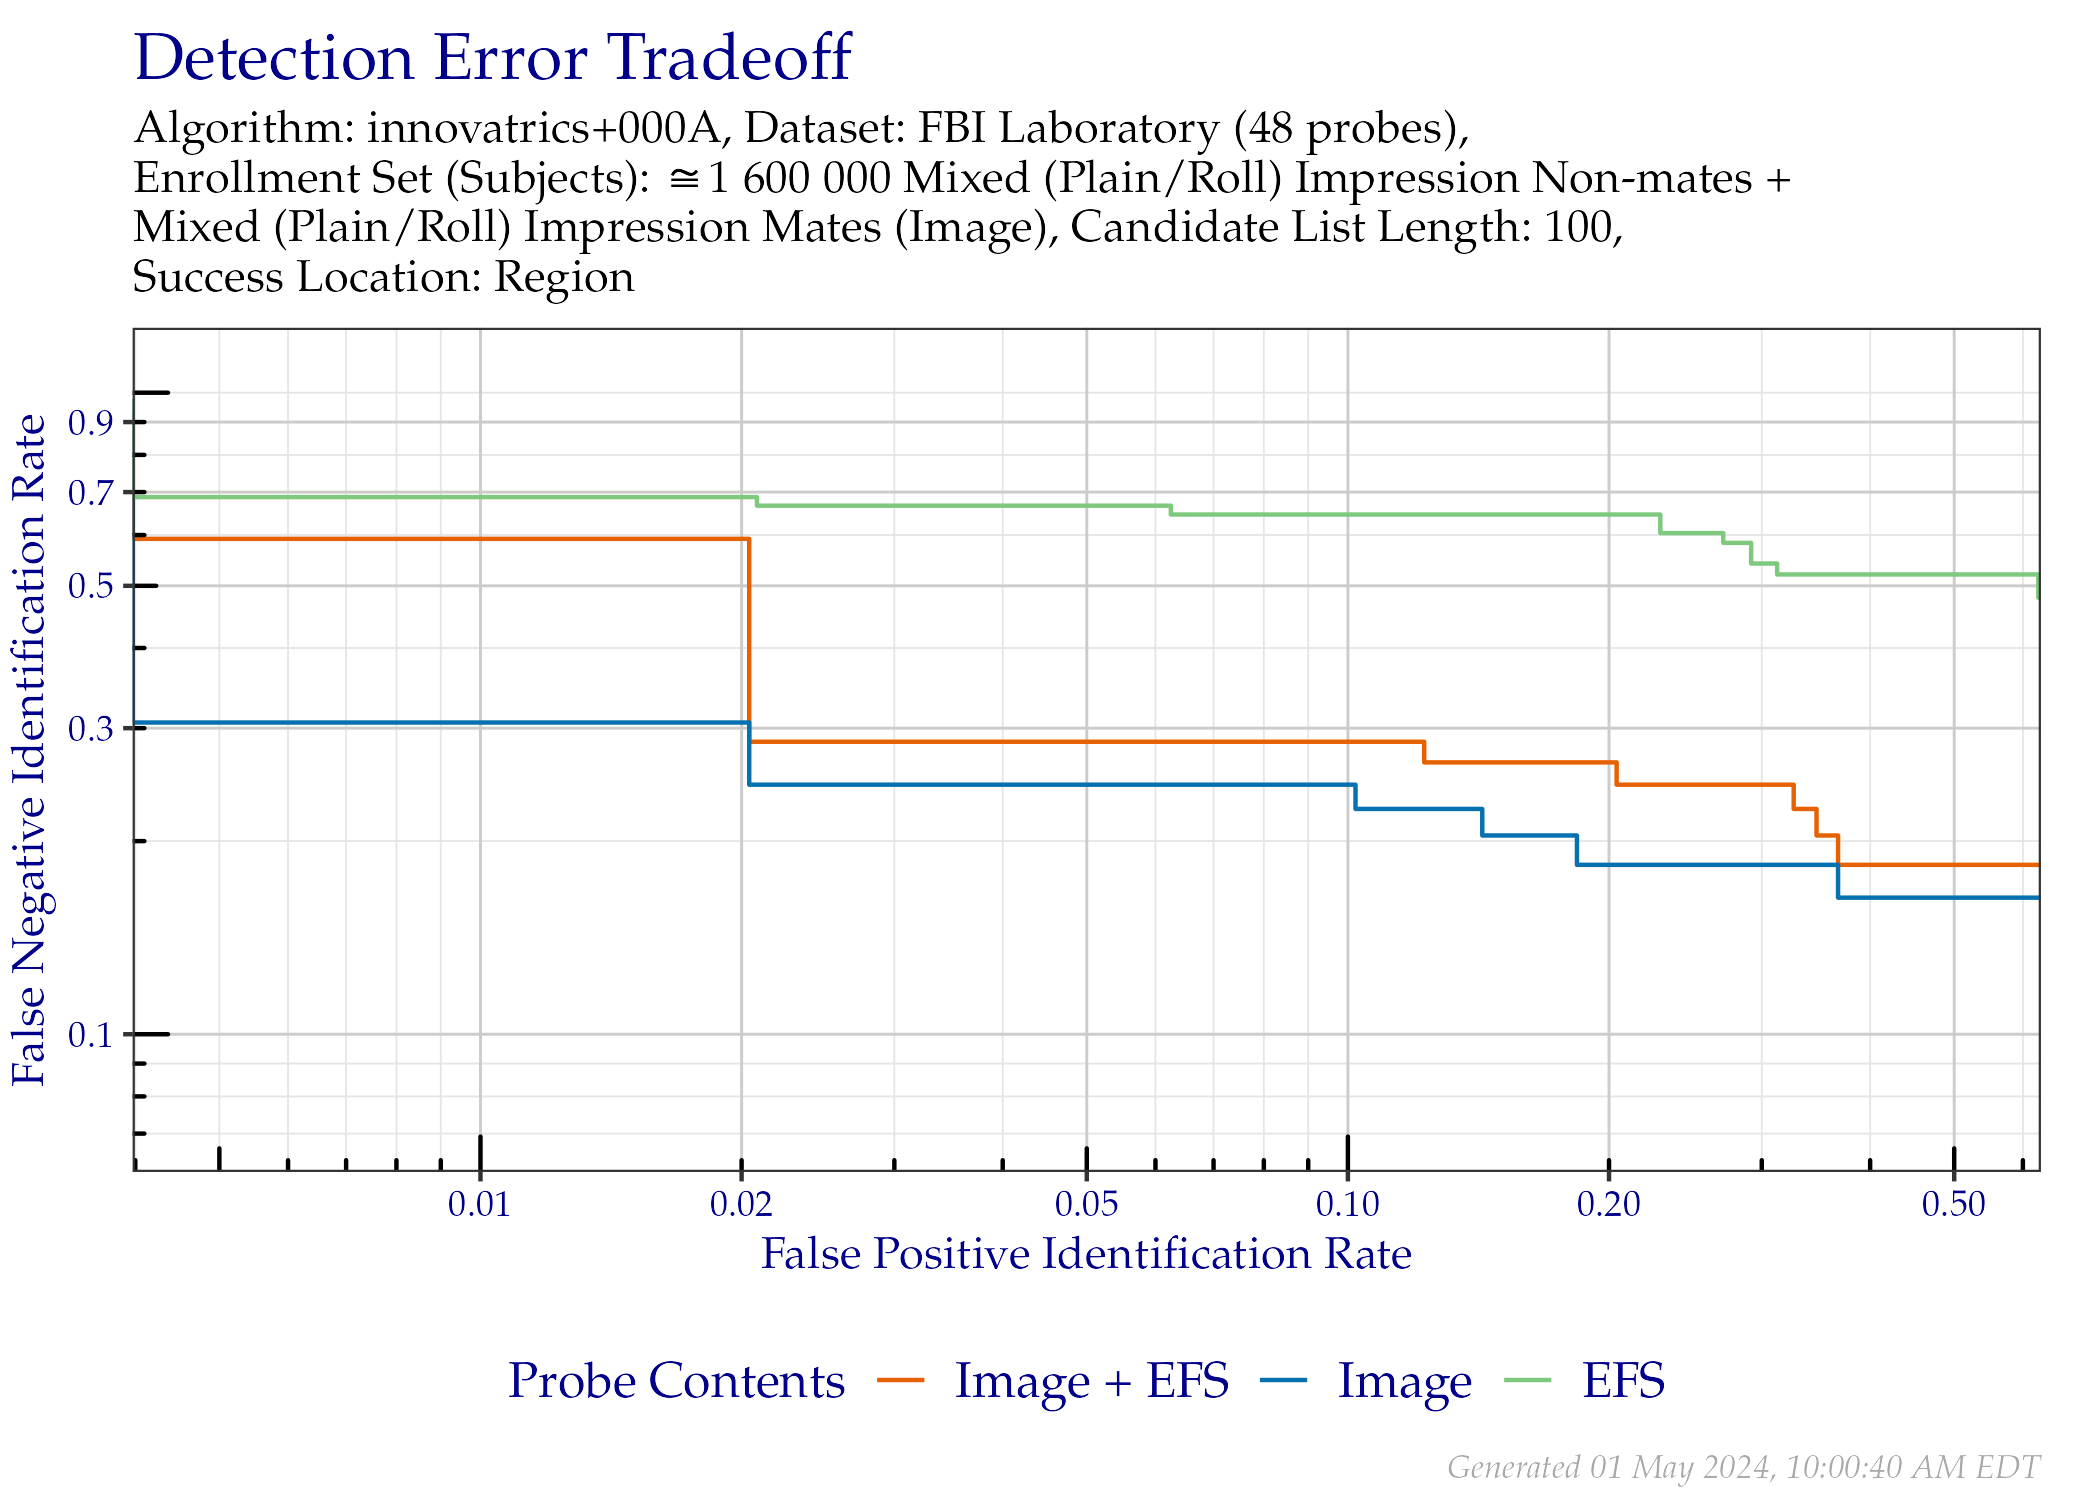 Detection Error Tradeoff
Algorithm: innovatrics+000A, Dataset: FBI Laboratory (48 probes),
Enrollment Set (Subjects): ≅1 600 000 Mixed (Plain/Roll) Impression Non-mates +
Mixed (Plain/Roll) Impression Mates (Image), Candidate List Length: 100,
Success Location: Region
False Negative Identification Rate
0.9
0.7
0.5
0.3
0.1
0.01 0.02 0.05 0.10 0.20 0.50
False Positive Identification Rate
Probe Contents Image + EFS Image EFS
Generated 01 May 2024, 10:00:40 AM EDT